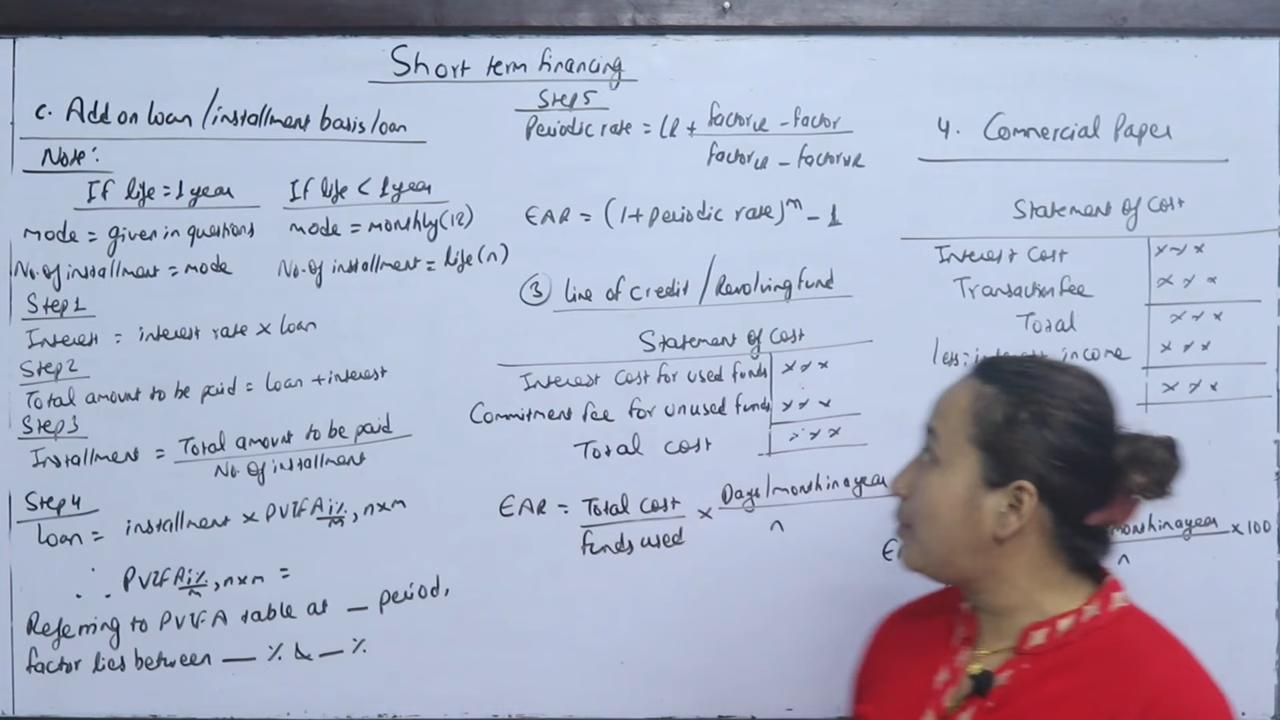 Short term financing
C. Add on loan / installment basis loan
Note:
If life = 1 year
If life < 1 year
mode = given in questions
mode = monthly (12)
No. of installment = mode
No. of installment = life (n)
Step 1
Interest = interest rate × loan
Step 2
Total amount to be paid = Loan + interest
Step 3
Installment = Total amount to be paid
No. of installment
Step 4
Loan = installment × PVIFA i%/m, n×m
∴ PVIFA i%/m, n×m =
Referring to PVIFA table at — period,
factor lies between — % & — %
Step 5
Periodic rate = LR + factor LR - factor
factor LR - factor HR
EAR = (1 + periodic rate)^m - 1
③ Line of credit / Revolving fund
Statement of cost
Interest cost for used funds ×××
Commitment fee for unused funds ×××
Total cost ×××
EAR = Total cost × Days/month in a year
funds used n
4. Commercial Paper
Statement of cost
Interest cost ×××
Transaction fee ×××
Total ×××
less: income ×××
×××
month in a year × 100
n